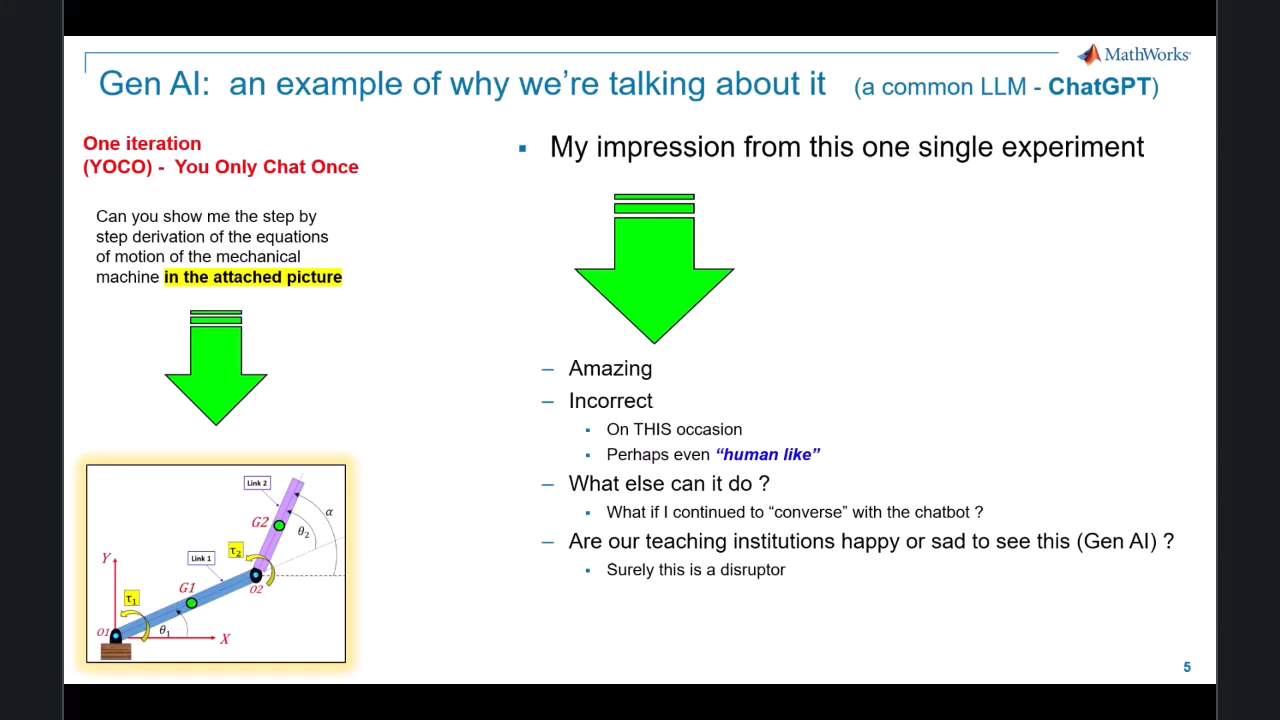 MathWorks®
Gen AI: an example of why we're talking about it (a common LLM - ChatGPT)
One iteration
(YOCO) - You Only Chat Once
Can you show me the step by
step derivation of the equations
of motion of the mechanical
machine in the attached picture
Link 2
α
G2
θ₂
τ₂
Y
Link 1
G1
O2
τ₁
O1
θ₁
X
▪ My impression from this one single experiment
– Amazing
– Incorrect
▪ On THIS occasion
▪ Perhaps even “human like”
– What else can it do ?
▪ What if I continued to “converse” with the chatbot ?
– Are our teaching institutions happy or sad to see this (Gen AI) ?
▪ Surely this is a disruptor
5